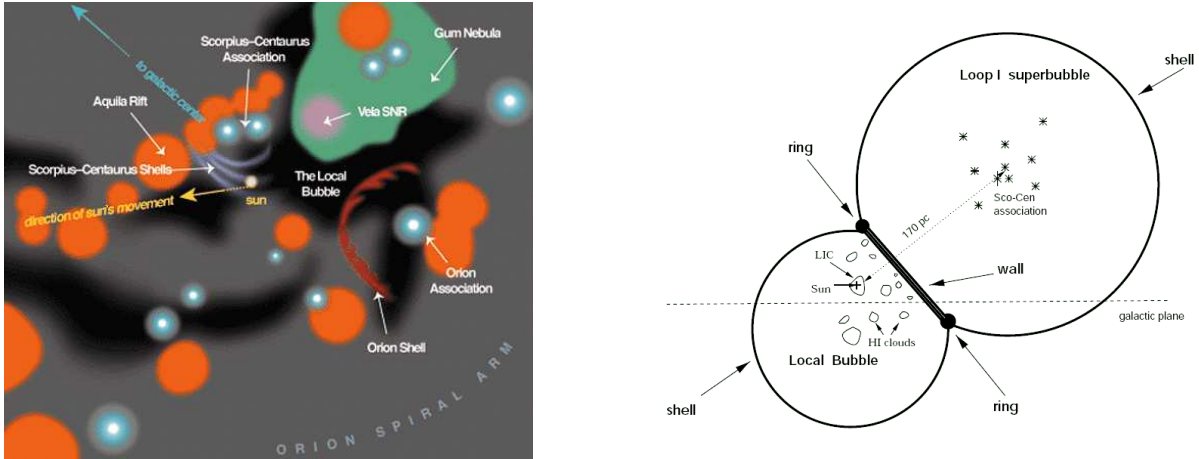 to galactic center
Scorpius–Centaurus
Association
Gum Nebula
Aquila Rift
Vela SNR
Scorpius–Centaurus Shells
The Local
Bubble
direction of sun's movement
sun
Orion
Association
Orion Shell
ORION SPIRAL ARM
shell
Loop I superbubble
ring
Sco-Cen
association
170 pc
LIC
wall
Sun
galactic plane
HI clouds
Local Bubble
shell
ring